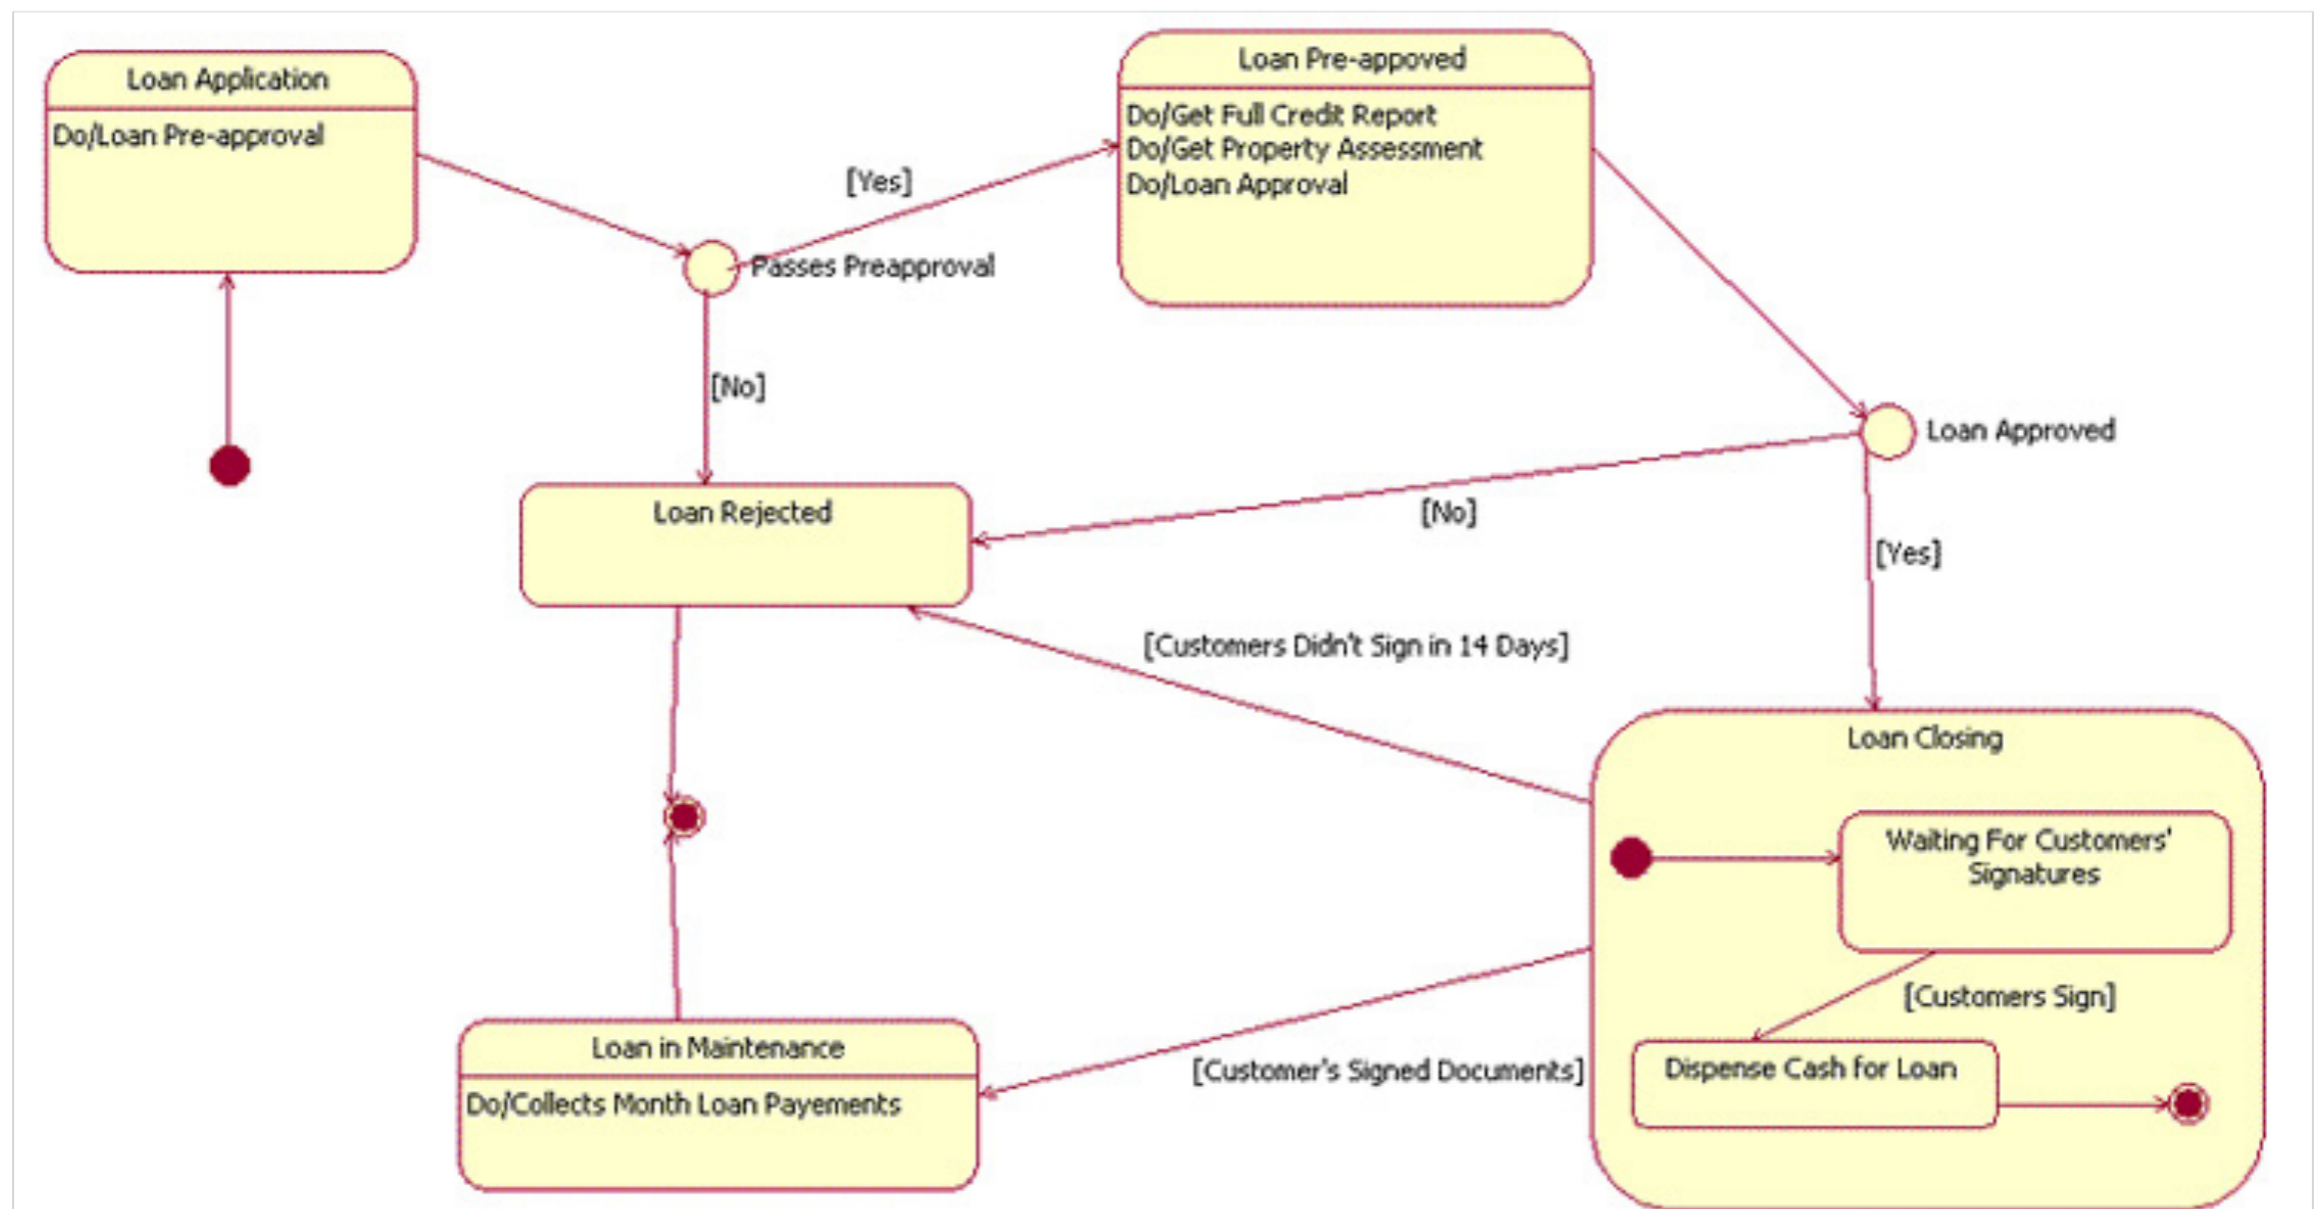 Loan Application
Do/Loan Pre-approval
Loan Pre-appoved
Do/Get Full Credit Report
Do/Get Property Assessment
Do/Loan Approval
[Yes]
Passes Preapproval
[No]
Loan Approved
Loan Rejected
[No]
[Yes]
[Customers Didn't Sign in 14 Days]
Loan Closing
Waiting For Customers'
Signatures
[Customers Sign]
Dispense Cash for Loan
[Customer's Signed Documents]
Loan in Maintenance
Do/Collects Month Loan Payements